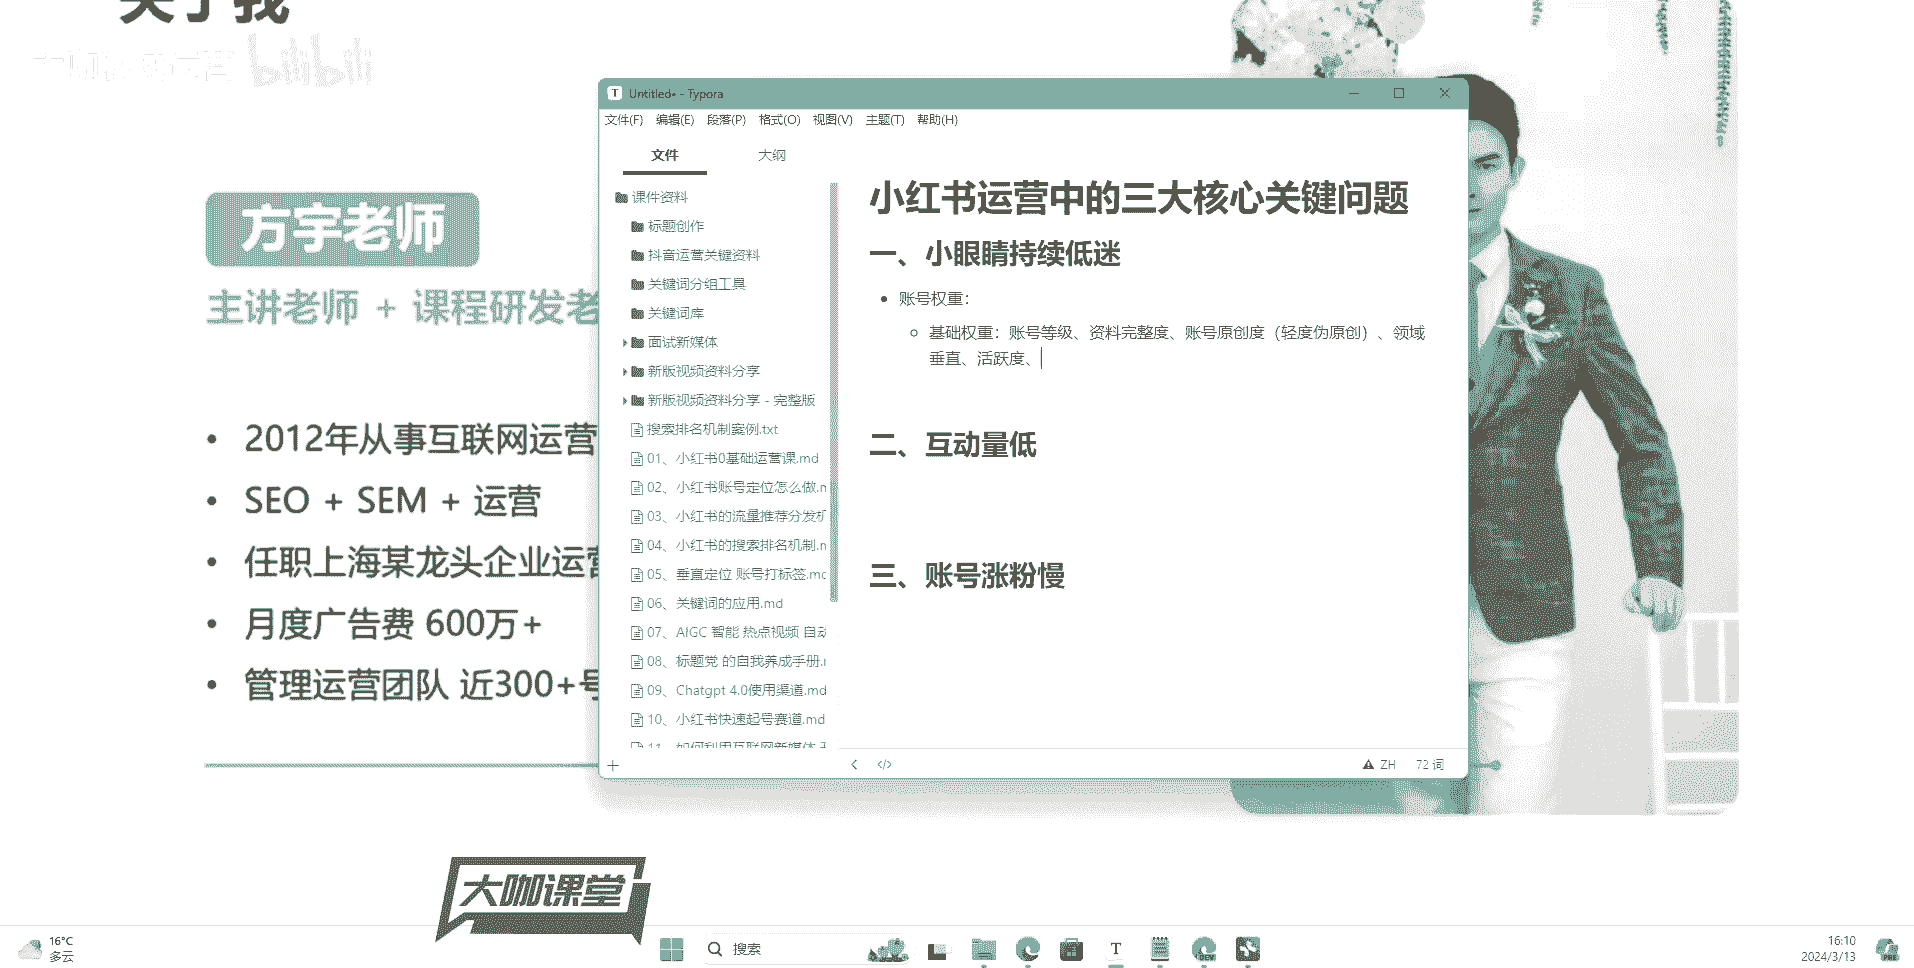 关于我
bilibili
方宇老师
主讲老师 + 课程研发老
• 2012年从事互联网运营
• SEO + SEM + 运营
• 任职上海某龙头企业运营
• 月度广告费 600万+
• 管理运营团队 近300+号
Untitled• - Typora
文件(F) 编辑(E) 段落(P) 格式(O) 视图(V) 主题(T) 帮助(H)
文件 大纲
课件资料
标题创作
抖音运营关键资料
关键词分组工具
关键词库
面试新媒体
新版视频资料分享
新版视频资料分享 - 完整版
搜索排名机制案例.txt
01、小红书0基础运营课.md
02、小红书账号定位怎么做.m
03、小红书的流量推荐分发机
04、小红书的搜索排名机制.m
05、垂直定位 账号打标签.mc
06、关键词的应用.md
07、AIGC 智能 热点视频 自动
08、标题党 的自我养成手册.r
09、Chatgpt 4.0使用渠道.md
10、小红书快速起号赛道.md
11、如何利用互联网新媒体
小红书运营中的三大核心关键问题
一、小眼睛持续低迷
• 账号权重：
基础权重：账号等级、资料完整度、账号原创度（轻度伪原创）、领域
垂直、活跃度、
二、互动量低
三、账号涨粉慢
ZH 72 词
大咖课堂
16°C
多云
搜索
16:10
2024/3/13